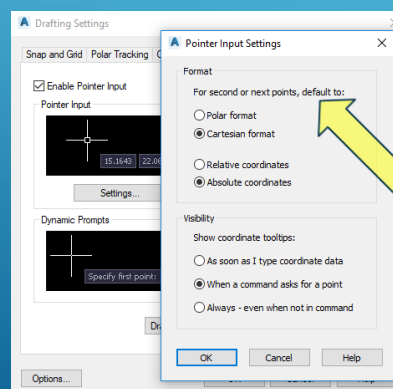 Drafting Settings
Snap and Grid Polar Tracking
Enable Pointer Input
Pointer Input
15.1643 22.06
Settings...
Dynamic Prompts
Specify first point:
Options...
Pointer Input Settings
Format
For second or next points, default to:
Polar format
Cartesian format
Relative coordinates
Absolute coordinates
Visibility
Show coordinate tooltips:
As soon as I type coordinate data
When a command asks for a point
Always - even when not in command
OK Cancel Help